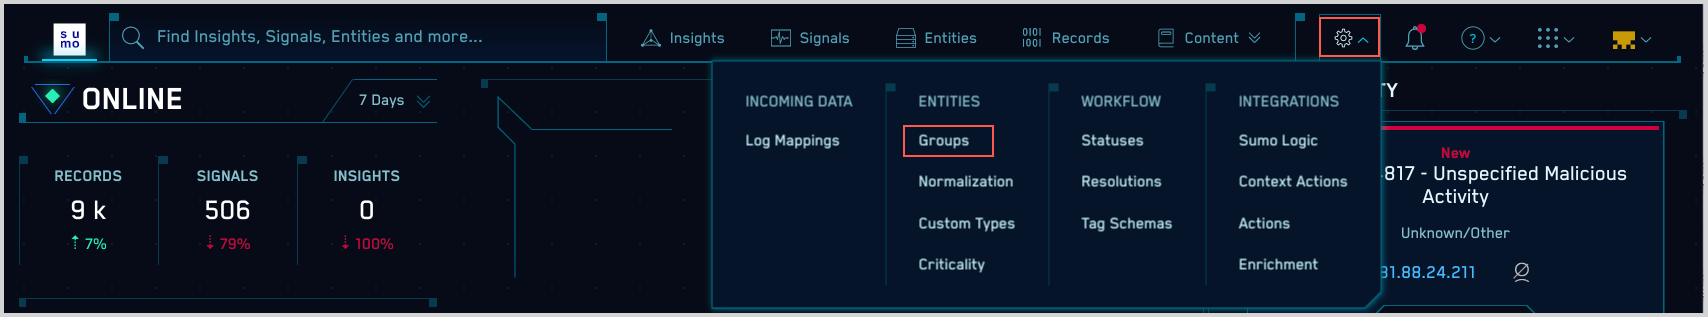 su
mo
Find Insights, Signals, Entities and more...
Insights
Signals
Entities
0101
1001
Records
Content
?
ONLINE
7 Days
RECORDS
9 k
7%
SIGNALS
506
79%
INSIGHTS
0
100%
INCOMING DATA
Log Mappings
ENTITIES
Groups
Normalization
Custom Types
Criticality
WORKFLOW
Statuses
Resolutions
Tag Schemas
INTEGRATIONS
Sumo Logic
Context Actions
Actions
Enrichment
TY
New
817 - Unspecified Malicious
Activity
Unknown/Other
31.88.24.211